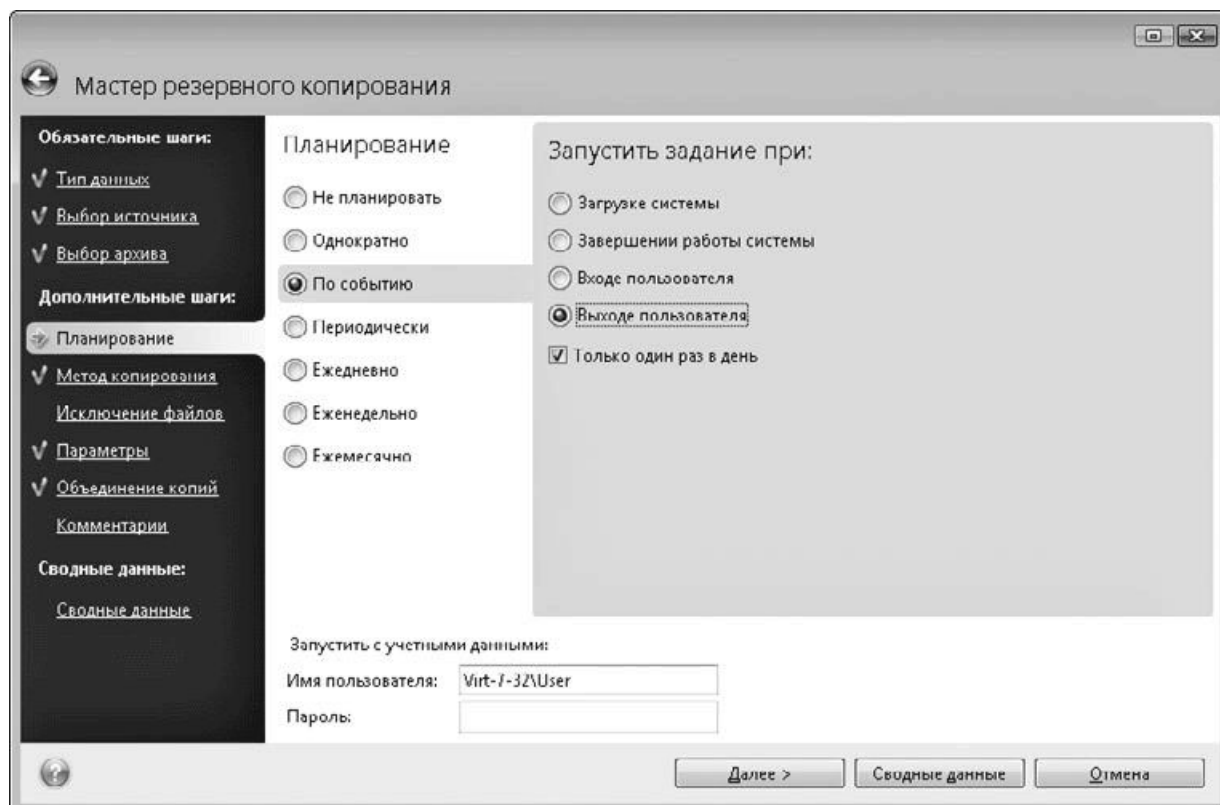 Мастер резервного копирования
Обязательные шаги:
Тип данных
Выбор источника
Выбор архива
Дополнительные шаги:
Планирование
Метод копирования
Исключение файлов
Параметры
Объединение копий
Комментарии
Сводные данные:
Сводные данные
Планирование
Не планировать
Однократно
По событию
Периодически
Ежедневно
Еженедельно
Ежемесячно
Запустить задание при:
Загрузке системы
Завершении работы системы
Входе пользователя
Выходе пользователя
Только один раз в день
Запустить с учетными данными:
Имя пользователя: Virt-7-32\User
Пароль:
Далее > Сводные данные Отмена